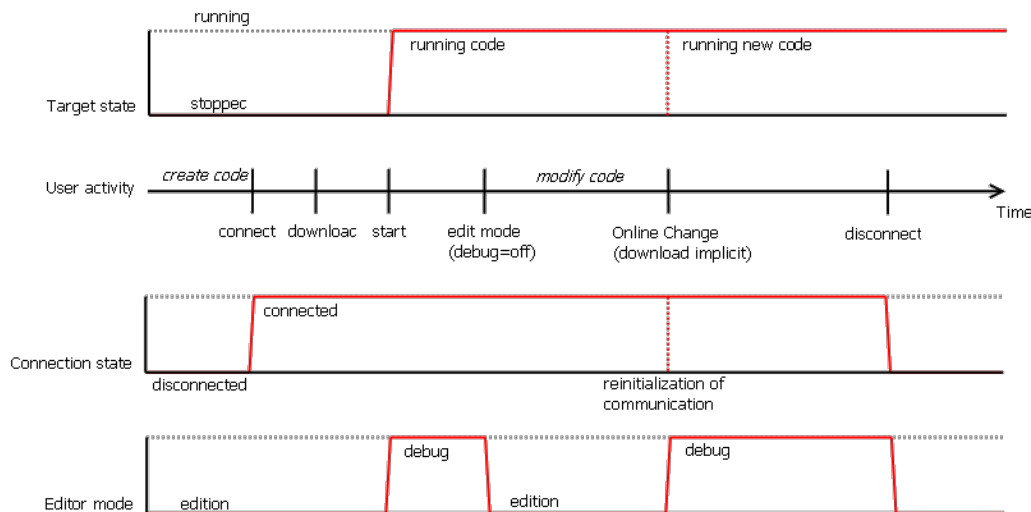 running
running code
running new code
stoppec
Target state
create code
modify code
User activity
Time
connect
downloac
start
edit mode
(debug=off)
Online Change
(download implicit)
disconnect
connected
Connection state
disconnected
reinitialization of
communication
debug
debug
Editor mode
edition
edition